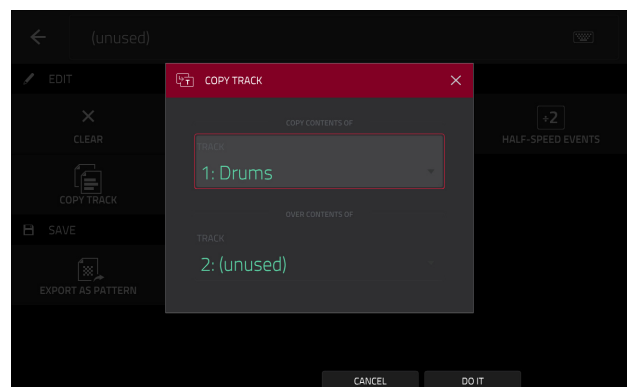 (unused)
EDIT
COPY TRACK
COPY CONTENTS OF
TRACK
1: Drums
OVER CONTENTS OF
TRACK
2: (unused)
CLEAR
÷2
HALF-SPEED EVENTS
COPY TRACK
SAVE
EXPORT AS PATTERN
CANCEL
DO IT